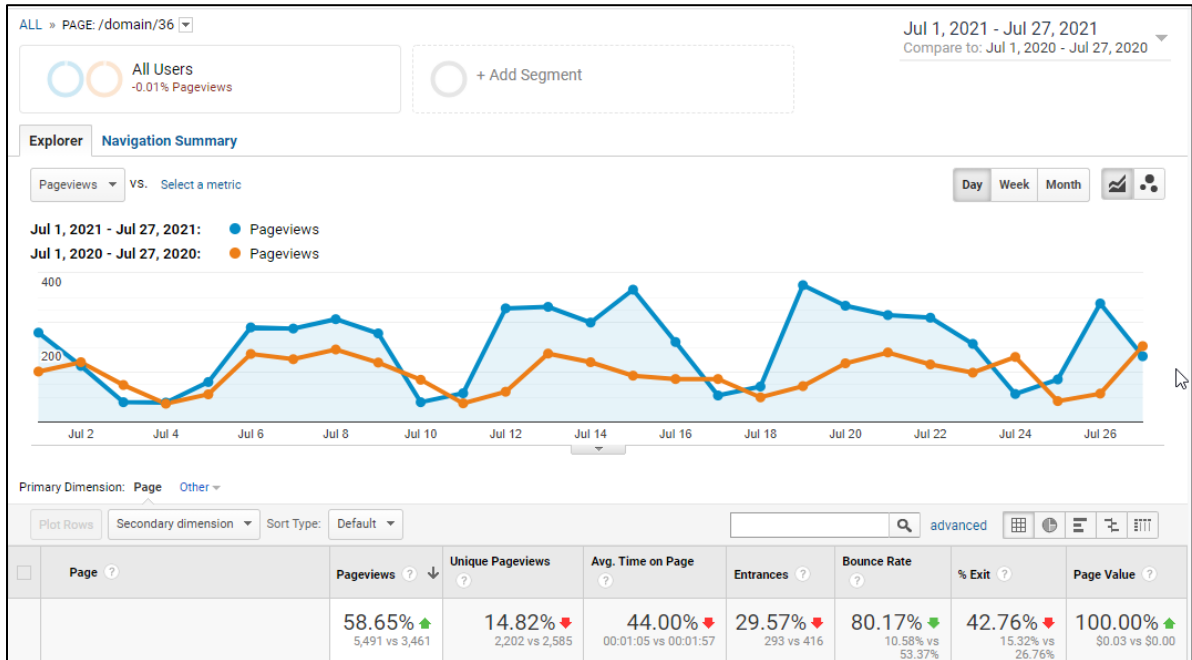 ALL » PAGE: /domain/36
Jul 1, 2021 - Jul 27, 2021
Compare to: Jul 1, 2020 - Jul 27, 2020
All Users
-0.01% Pageviews
+ Add Segment
Explorer Navigation Summary
Pageviews VS. Select a metric
Day Week Month
Jul 1, 2021 - Jul 27, 2021: Pageviews
Jul 1, 2020 - Jul 27, 2020: Pageviews
400
200
Jul 2 Jul 4 Jul 6 Jul 8 Jul 10 Jul 12 Jul 14 Jul 16 Jul 18 Jul 20 Jul 22 Jul 24 Jul 26
Primary Dimension: Page Other
Plot Rows Secondary dimension Sort Type: Default advanced
Page ? Pageviews ? Unique Pageviews ? Avg. Time on Page ? Entrances ? Bounce Rate ? % Exit ? Page Value ?
58.65% 14.82% 44.00% 29.57% 80.17% 42.76% 100.00%
5,491 vs 3,461 2,202 vs 2,585 00:01:05 vs 00:01:57 293 vs 416 10.58% vs 15.32% vs $0.03 vs $0.00
53.37% 26.76%